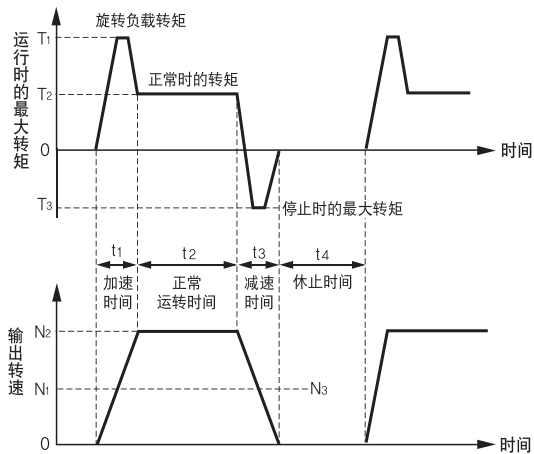 旋转负载转矩
运行时的最大转矩
T1
正常时的转矩
T2
0
时间
T3
停止时的最大转矩
t1
t2
t3
t4
加速
时间
正常
运转时间
减速
时间
休止时间
输出转速
N2
N1
N3
0
时间